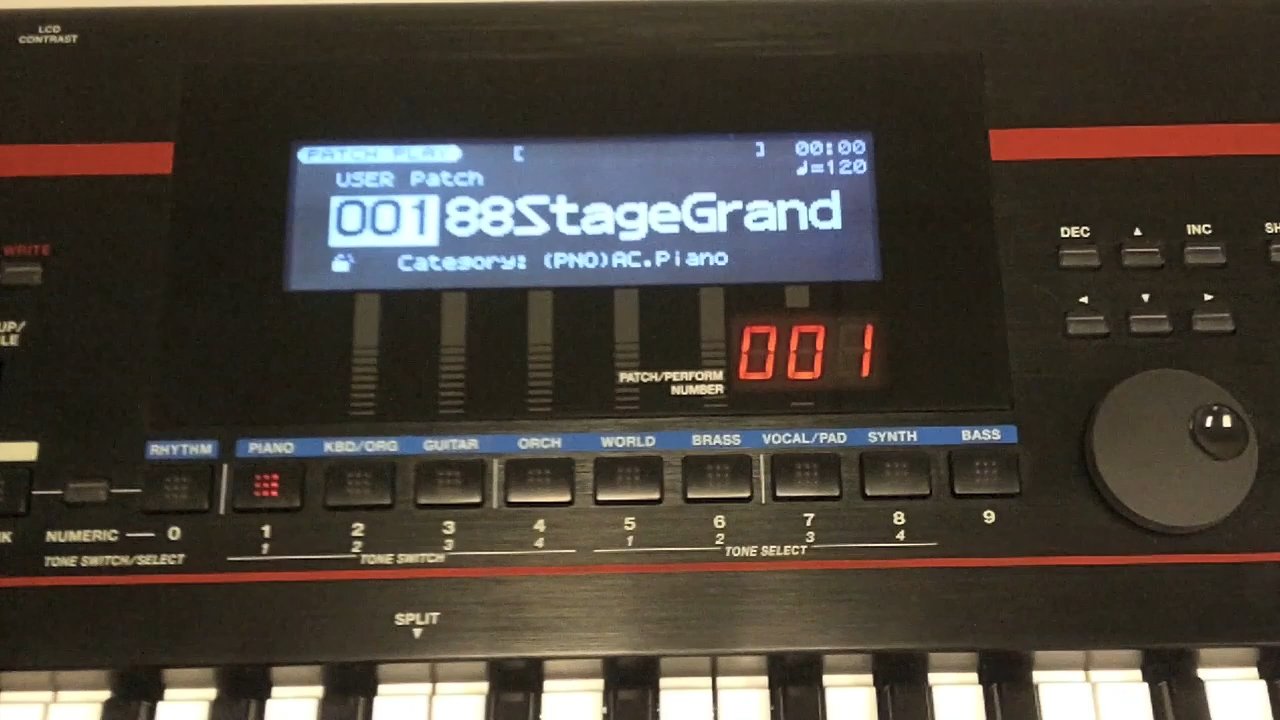 LCD
CONTRAST
PATCH PLAY [ ] 00:00
♩=120
USER Patch
001 88StageGrand
Category: (PNO)AC.Piano
WRITE
DEC ▲ INC
◀ ▼ ▶
UP/
LE
PATCH/PERFORM
NUMBER
001
RHYTHM PIANO KBD/ORG GUITAR ORCH WORLD BRASS VOCAL/PAD SYNTH BASS
NUMERIC 0 1 2 3 4 5 6 7 8 9
1 2 3 4 1 2 3 4
TONE SWITCH/SELECT TONE SWITCH TONE SELECT
SPLIT
▼